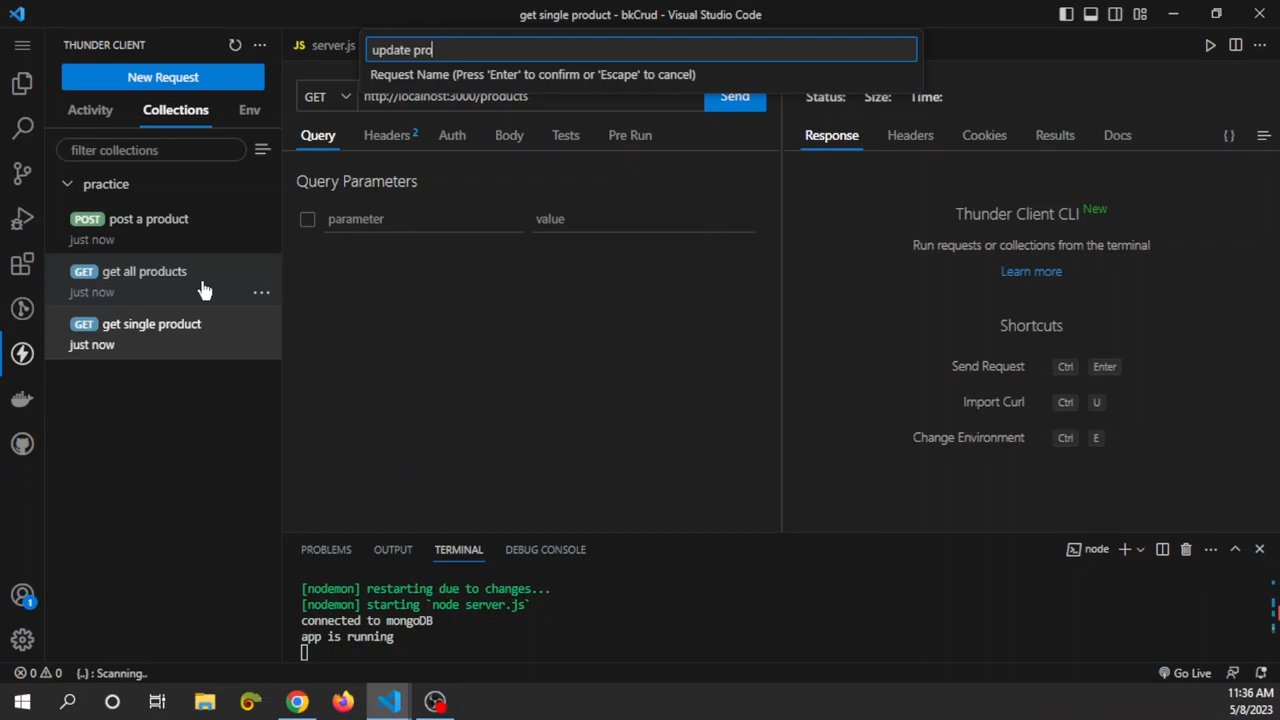 get single product - bkCrud - Visual Studio Code
THUNDER CLIENT
JS server.js
update pro
Request Name (Press 'Enter' to confirm or 'Escape' to cancel)
New Request
GET
http://localhost:3000/products
Send
Status: Size: Time:
Activity
Collections
Env
Query
Headers 2
Auth
Body
Tests
Pre Run
Response
Headers
Cookies
Results
Docs
{ }
filter collections
practice
Query Parameters
parameter
value
POST post a product
just now
GET get all products
just now
GET get single product
just now
Thunder Client CLI New
Run requests or collections from the terminal
Learn more
Shortcuts
Send Request Ctrl Enter
Import Curl Ctrl U
Change Environment Ctrl E
PROBLEMS
OUTPUT
TERMINAL
DEBUG CONSOLE
node
[nodemon] restarting due to changes...
[nodemon] starting `node server.js`
connected to mongoDB
app is running
1
0 0 {..} : Scanning..
Go Live
11:36 AM
5/8/2023